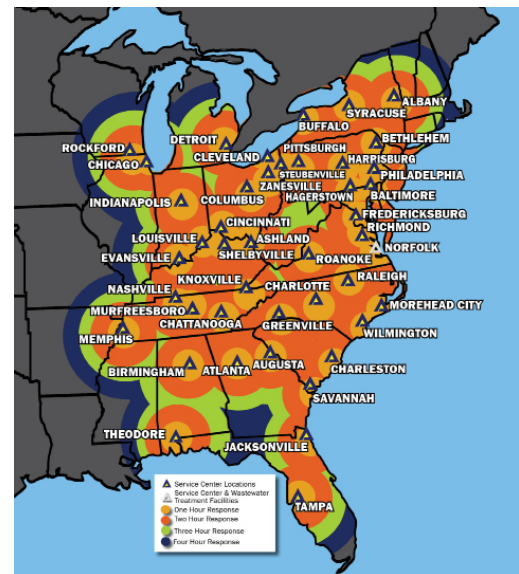 ALBANY
SYRACUSE
BUFFALO
BETHLEHEM
DETROIT
PITTSBURGH
ROCKFORD
CLEVELAND
HARRISBURG
CHICAGO
STEUBENVILLE
PHILADELPHIA
ZANESVILLE
HAGERSTOWN
BALTIMORE
INDIANAPOLIS
COLUMBUS
FREDERICKSBURG
CINCINNATI
RICHMOND
LOUISVILLE
ASHLAND
NORFOLK
SHELBYVILLE
EVANSVILLE
ROANOKE
KNOXVILLE
RALEIGH
NASHVILLE
CHARLOTTE
MOREHEAD CITY
MURFREESBORO
CHATTANOOGA
GREENVILLE
WILMINGTON
MEMPHIS
AUGUSTA
BIRMINGHAM
ATLANTA
CHARLESTON
SAVANNAH
THEODORE
JACKSONVILLE
TAMPA
Service Center Locations
Service Center & Wastewater
Treatment Facilities
One Hour Response
Two Hour Response
Three Hour Response
Four Hour Response